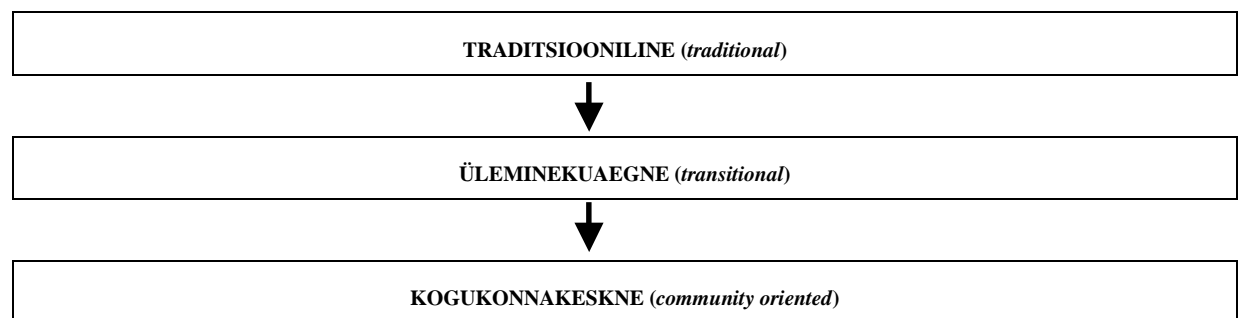 TRADITSIOONILINE (traditional)
ÜLEMINEKUAEGNE (transitional)
KOGUKONNAKESKNE (community oriented)